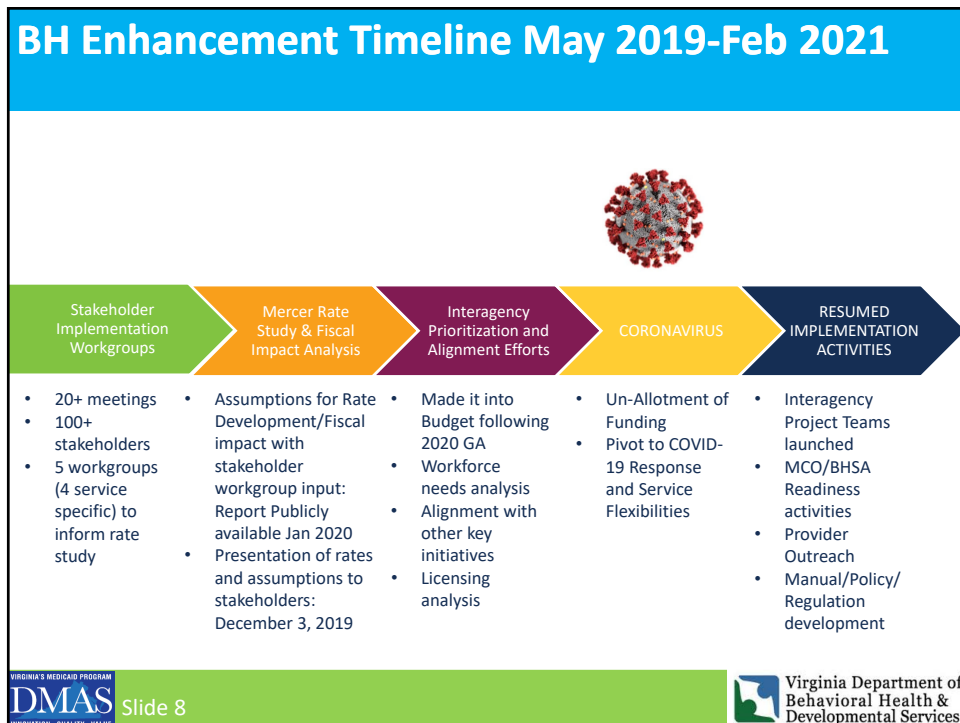 BH Enhancement Timeline May 2019-Feb 2021
Stakeholder
Implementation
Workgroups
Mercer Rate
Study & Fiscal
Impact Analysis
Interagency
Prioritization and
Alignment Efforts
CORONAVIRUS
RESUMED
IMPLEMENTATION
ACTIVITIES
• 20+ meetings
• 100+
stakeholders
• 5 workgroups
(4 service
specific) to
inform rate
study
• Assumptions for Rate
Development/Fiscal
impact with
stakeholder
workgroup input:
Report Publicly
available Jan 2020
• Presentation of rates
and assumptions to
stakeholders:
December 3, 2019
• Made it into
Budget following
2020 GA
• Workforce
needs analysis
• Alignment with
other key
initiatives
• Licensing
analysis
• Un-Allotment of
Funding
• Pivot to COVID-
19 Response
and Service
Flexibilities
• Interagency
Project Teams
launched
• MCO/BHSA
Readiness
activities
• Provider
Outreach
• Manual/Policy/
Regulation
development
VIRGINIA'S MEDICAID PROGRAM
DMAS
Slide 8
Virginia Department of
Behavioral Health &
Developmental Services